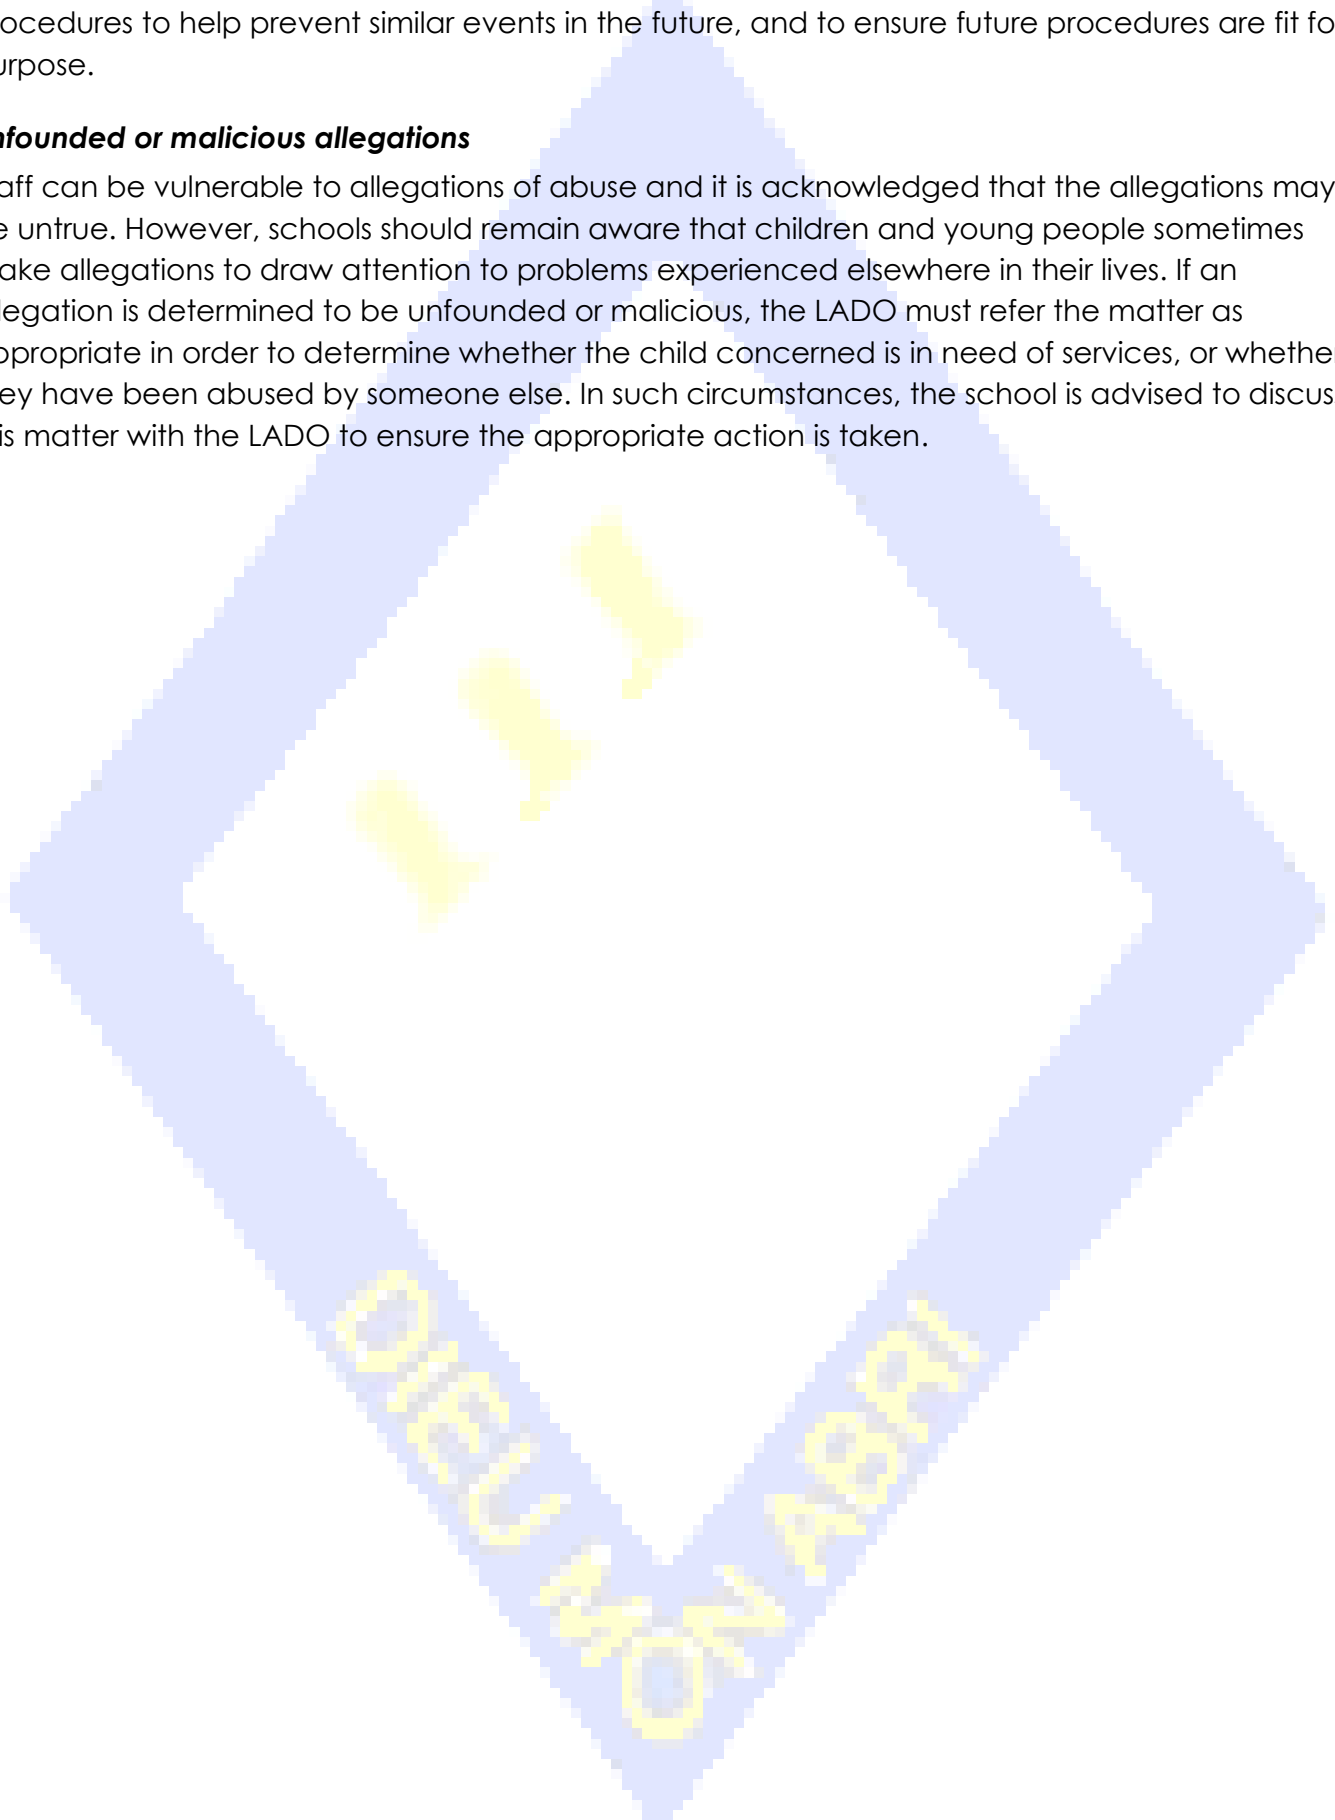 ocedures to help prevent similar events in the future, and to ensure future procedures are fit fo
urpose.
nfounded or malicious allegations
aff can be vulnerable to allegations of abuse and it is acknowledged that the allegations may
e untrue. However, schools should remain aware that children and young people sometimes
ake allegations to draw attention to problems experienced elsewhere in their lives. If an
legation is determined to be unfounded or malicious, the LADO must refer the matter as
ppropriate in order to determine whether the child concerned is in need of services, or whether
ey have been abused by someone else. In such circumstances, the school is advised to discus
is matter with the LADO to ensure the appropriate action is taken.
DIEU MON ABRI